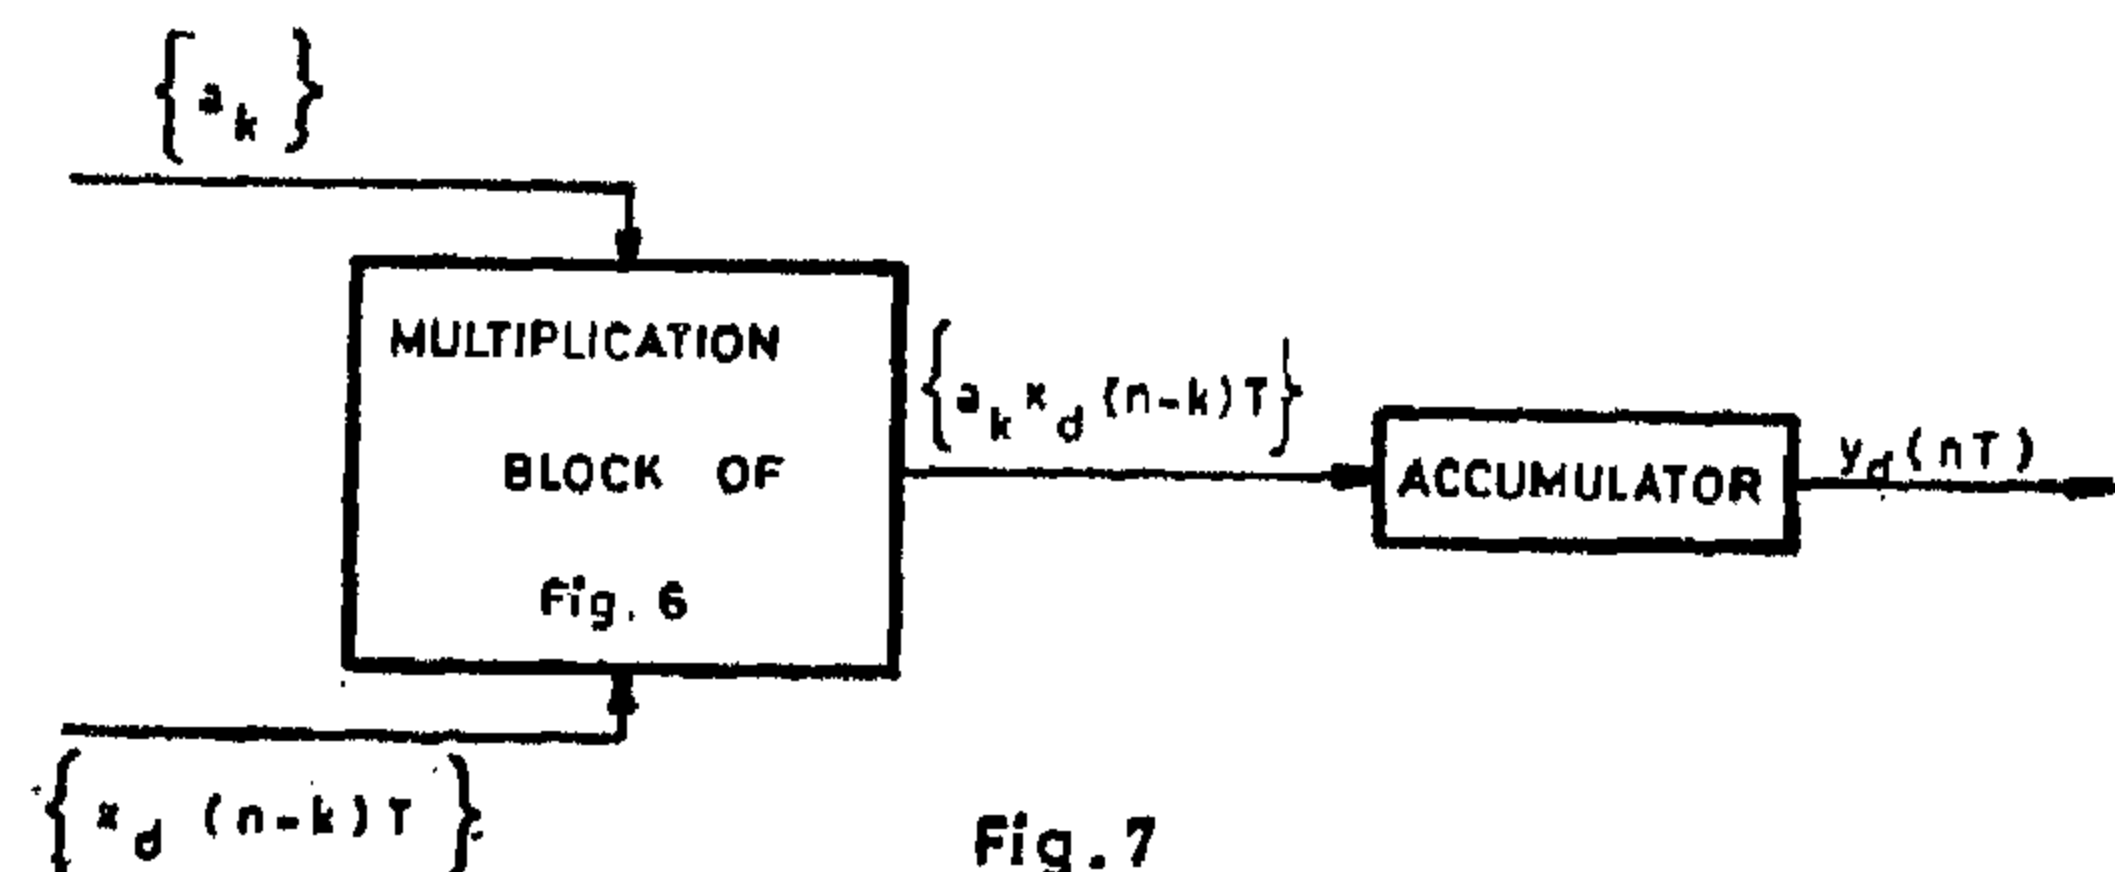 { a_k }
MULTIPLICATION
BLOCK OF
Fig. 6
{ a_k x_d (n-k)T }
ACCUMULATOR
y_d(nT)
{ x_d (n-k)T }
Fig.7